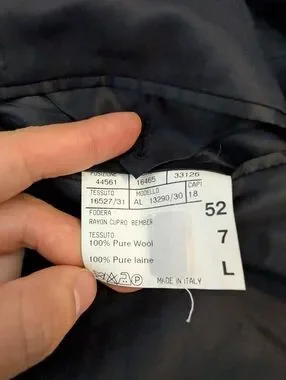 POSIZIONE
44561 16465 33126
TESSUTO MODELLO CAPI
16527/31 AL 13290/30 18
FODERA
RAYON CUPRO BEMBER
52
TESSUTO
100% Pure Wool
7
100% Pure laine
L
P MADE IN ITALY